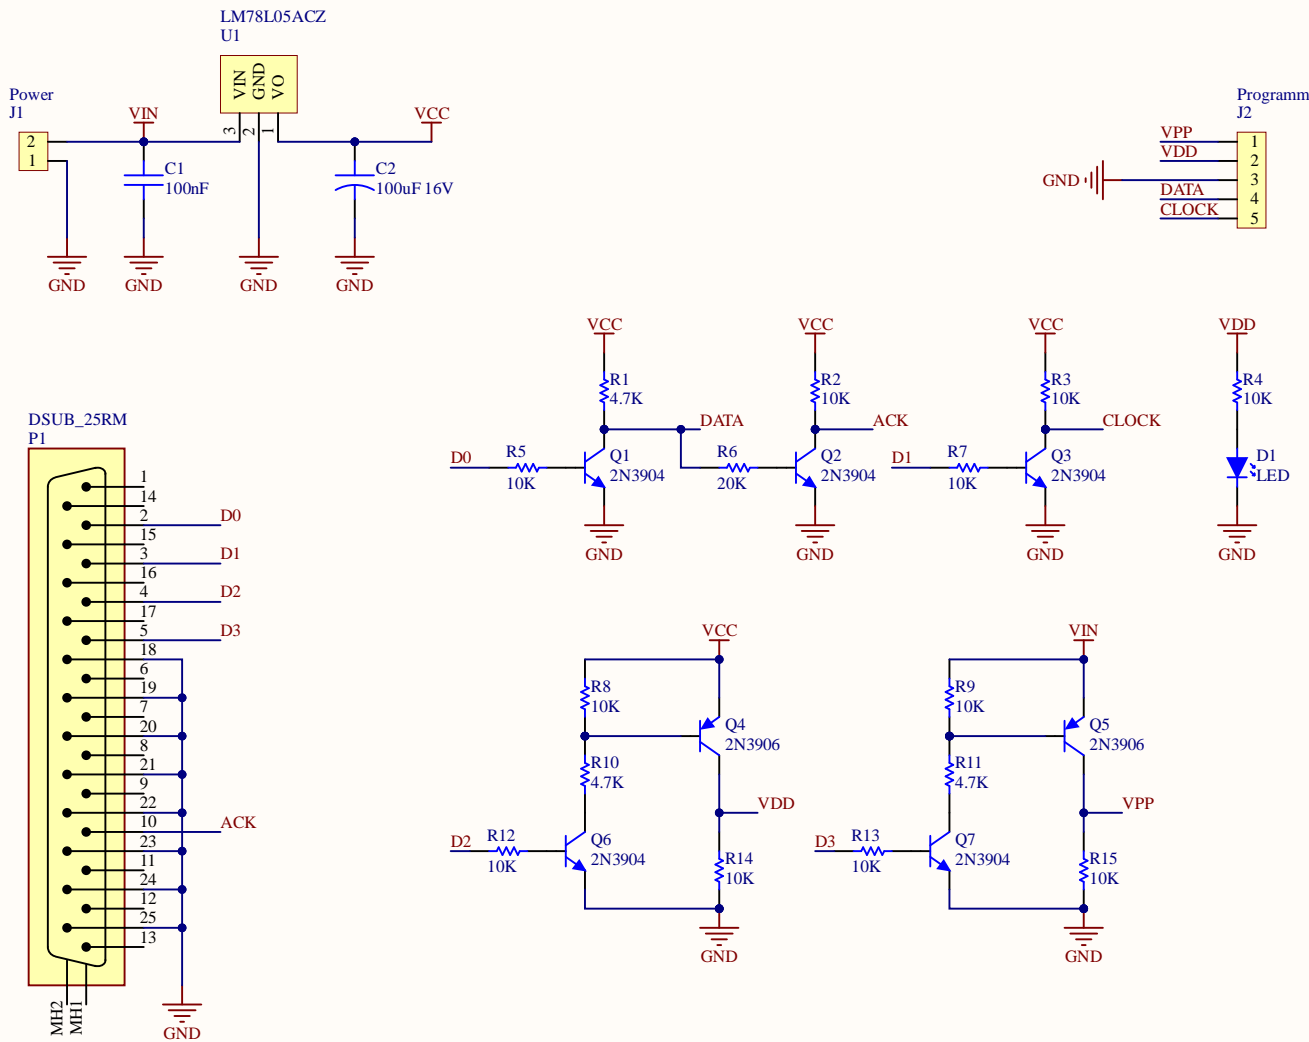 LM78L05ACZ
U1
VIN
GND
VO
3
2
1
Power
J1
2
1
VIN
VCC
C1
100nF
C2
100uF 16V
GND
GND
GND
GND
Programm
J2
VPP
VDD
GND
DATA
CLOCK
1
2
3
4
5
VCC
R1
4.7K
DATA
D0
R5
10K
Q1
2N3904
GND
VCC
R2
10K
ACK
R6
20K
Q2
2N3904
GND
VCC
R3
10K
CLOCK
D1
R7
10K
Q3
2N3904
GND
VDD
R4
10K
D1
LED
GND
DSUB_25RM
P1
1
14
2
D0
15
3
D1
16
4
D2
17
5
D3
18
6
19
7
20
8
21
9
22
10
ACK
23
11
24
12
25
13
MH2
MH1
GND
VCC
R8
10K
Q4
2N3906
R10
4.7K
VDD
D2
R12
10K
Q6
2N3904
R14
10K
GND
VIN
R9
10K
Q5
2N3906
R11
4.7K
VPP
D3
R13
10K
Q7
2N3904
R15
10K
GND